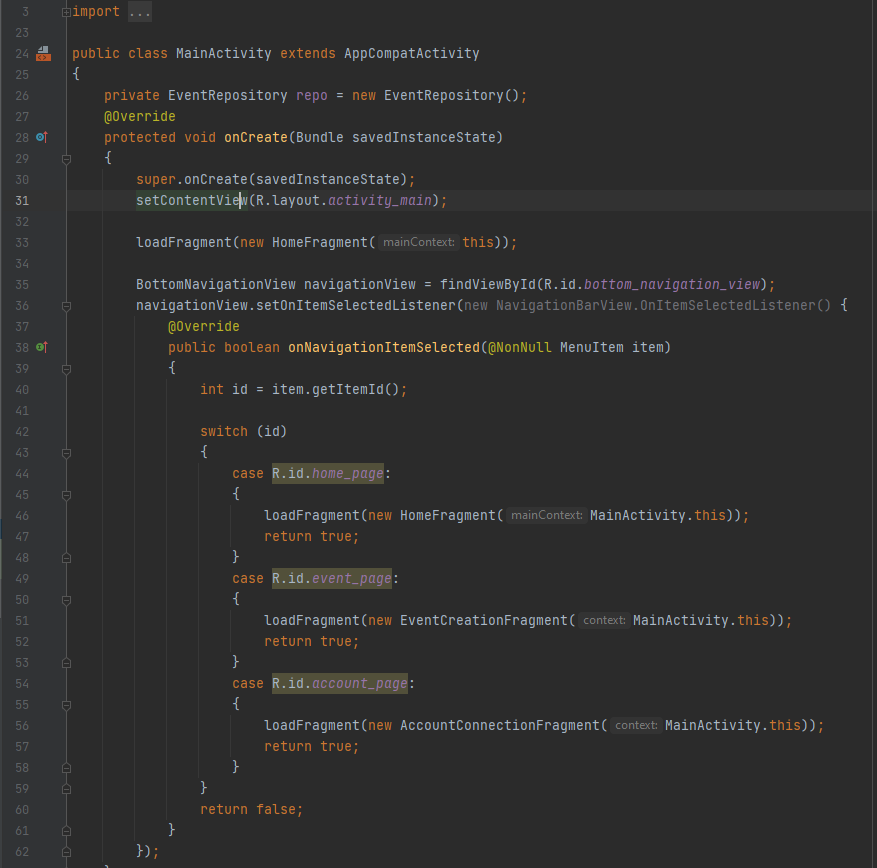 3 import ...
23
24 public class MainActivity extends AppCompatActivity
25 {
26 private EventRepository repo = new EventRepository();
27 @Override
28 protected void onCreate(Bundle savedInstanceState)
29 {
30 super.onCreate(savedInstanceState);
31 setContentView(R.layout.activity_main);
32
33 loadFragment(new HomeFragment( mainContext: this));
34
35 BottomNavigationView navigationView = findViewById(R.id.bottom_navigation_view);
36 navigationView.setOnItemSelectedListener(new NavigationBarView.OnItemSelectedListener() {
37 @Override
38 public boolean onNavigationItemSelected(@NonNull MenuItem item)
39 {
40 int id = item.getItemId();
41
42 switch (id)
43 {
44 case R.id.home_page:
45 {
46 loadFragment(new HomeFragment( mainContext: MainActivity.this));
47 return true;
48 }
49 case R.id.event_page:
50 {
51 loadFragment(new EventCreationFragment( context: MainActivity.this));
52 return true;
53 }
54 case R.id.account_page:
55 {
56 loadFragment(new AccountConnectionFragment( context: MainActivity.this));
57 return true;
58 }
59 }
60 return false;
61 }
62 });